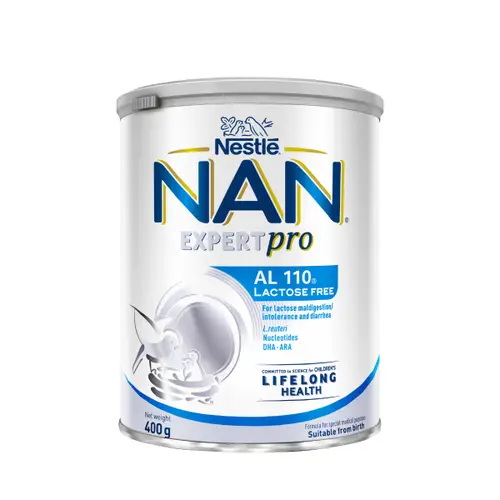 Nestlé
NAN®
EXPERTpro
AL 110®
LACTOSE FREE
For lactose maldigestion/
intolerance and diarrhea
L.reuteri
Nucleotides
DHA - ARA
COMMITTED to SCIENCE for CHILDREN'S
LIFELONG
HEALTH
Net weight
400 g
Formula for special medical purposes
Suitable from birth